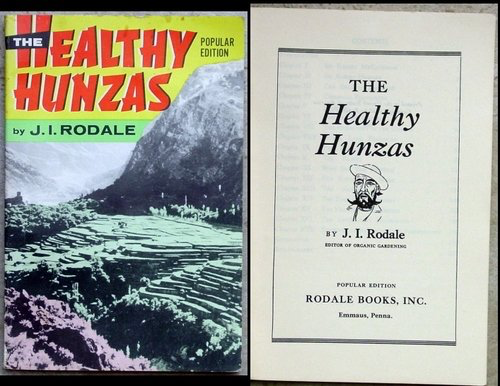 THE HEALTHY
HUNZAS
POPULAR
EDITION
by J. I. RODALE
THE
Healthy
Hunzas
BY J. I. Rodale
EDITOR OF ORGANIC GARDENING
POPULAR EDITION
RODALE BOOKS, INC.
Emmaus, Penna.